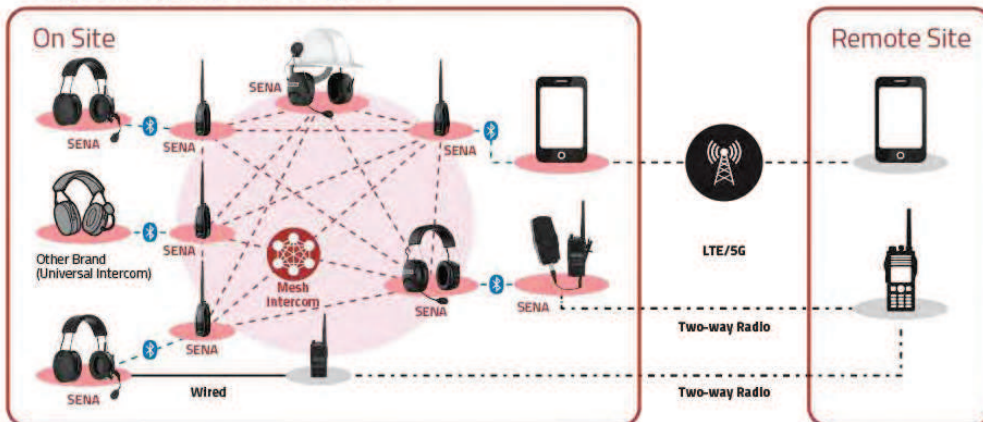 On Site
Remote Site
SENA
SENA
SENA
SENA
SENA
Other Brand
(Universal Intercom)
Mesh
Intercom
LTE/5G
SENA
SENA
SENA
Two-way Radio
SENA
Wired
Two-way Radio